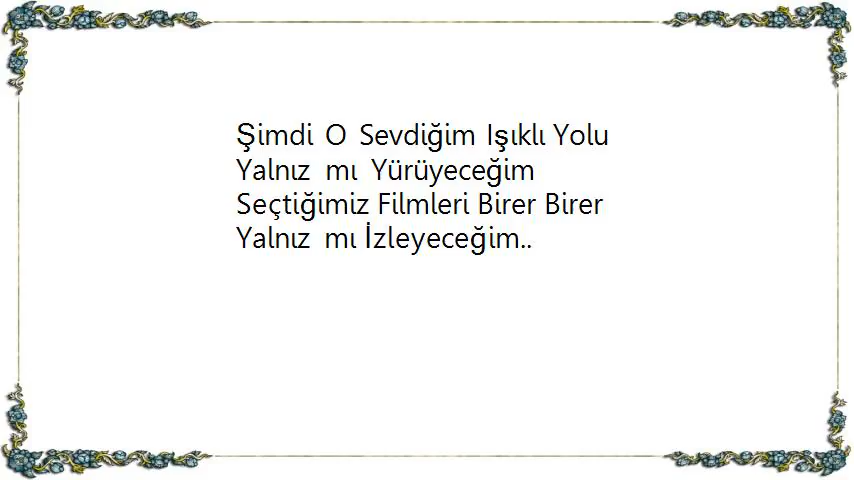 Şimdi O Sevdiğim Işıklı Yolu
Yalnız mı Yürüyeceğim
Seçtiğimiz Filmleri Birer Birer
Yalnız mı İzleyeceğim..